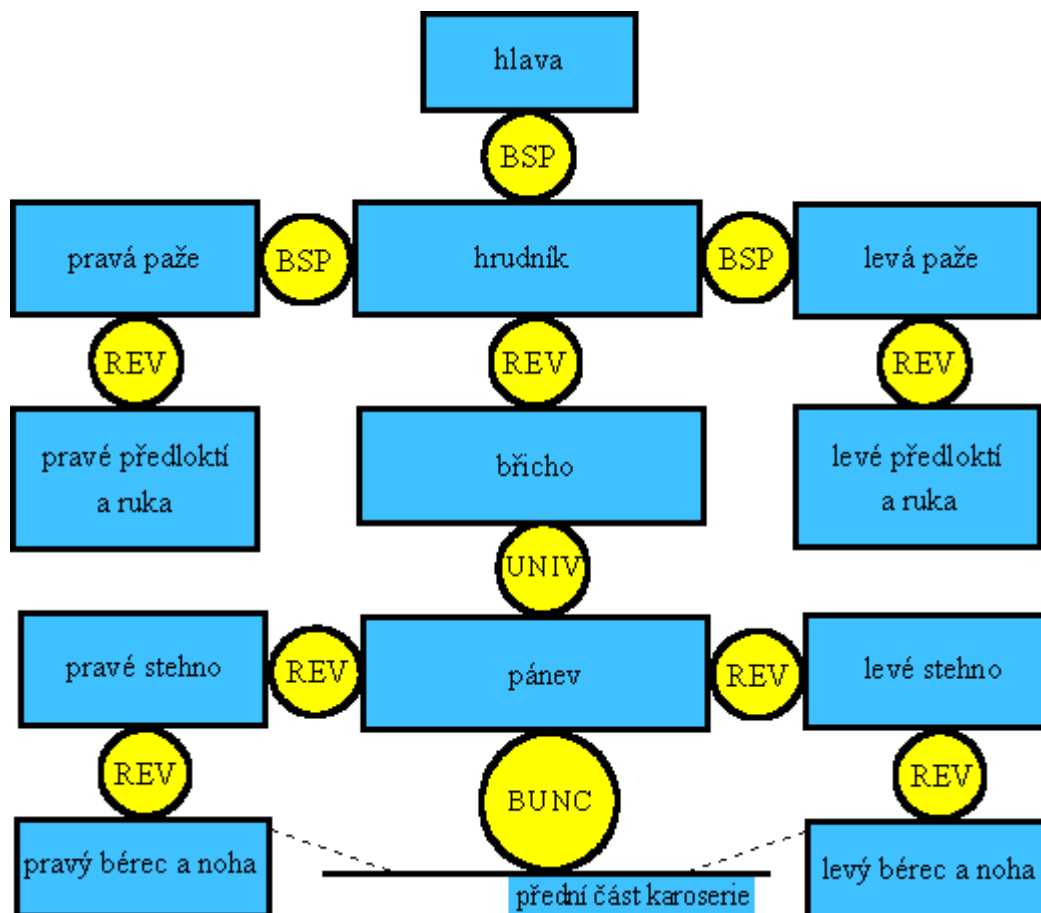 hlava
BSP
pravá paže
BSP
hrudník
BSP
levá paže
REV
REV
REV
pravé předloktí
a ruka
břicho
levé předloktí
a ruka
UNIV
pravé stehno
REV
pánev
REV
levé stehno
REV
BUNC
REV
pravý bérec a noha
přední část karoserie
levý bérec a noha